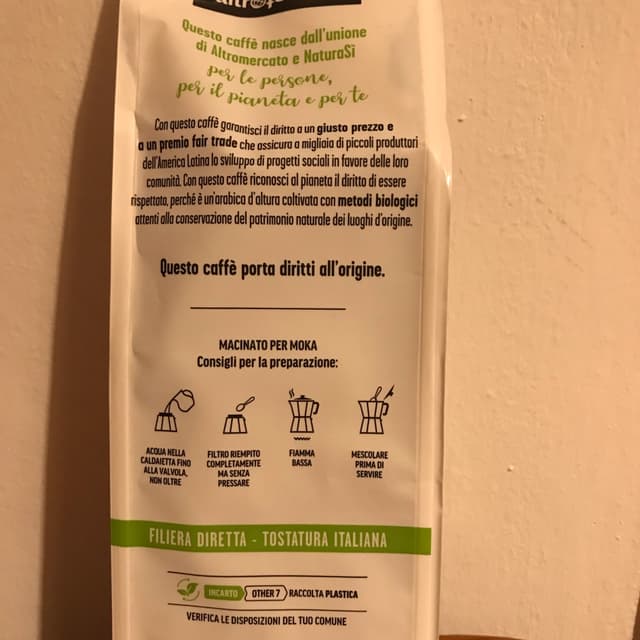 Questo caffè nasce dall'unione
di Altromercato e NaturaSì
per le persone,
per il pianeta e per te
Con questo caffè garantisci il diritto a un giusto prezzo e
a un premio fair trade che assicura a migliaia di piccoli produttori
dell'America Latina lo sviluppo di progetti sociali in favore delle loro
comunità. Con questo caffè riconosci al pianeta il diritto di essere
rispettato, perché è un'arabica d'altura coltivata con metodi biologici
attenti alla conservazione del patrimonio naturale dei luoghi d'origine.
Questo caffè porta diritti all'origine.
MACINATO PER MOKA
Consigli per la preparazione:
ACQUA NELLA
CALDAIETTA FINO
ALLA VALVOLA,
NON OLTRE
FILTRO RIEMPITO
COMPLETAMENTE
MA SENZA
PRESSARE
FIAMMA
BASSA
MESCOLARE
PRIMA DI
SERVIRE
FILIERA DIRETTA - TOSTATURA ITALIANA
INCARTO OTHER 7 RACCOLTA PLASTICA
VERIFICA LE DISPOSIZIONI DEL TUO COMUNE